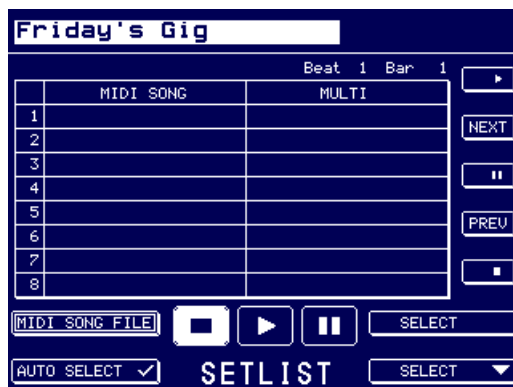 Friday's Gig
Beat 1 Bar 1
MIDI SONG MULTI
1
NEXT
2
3
4
5
PREV
6
7
8
MIDI SONG FILE SELECT
AUTO SELECT SETLIST SELECT